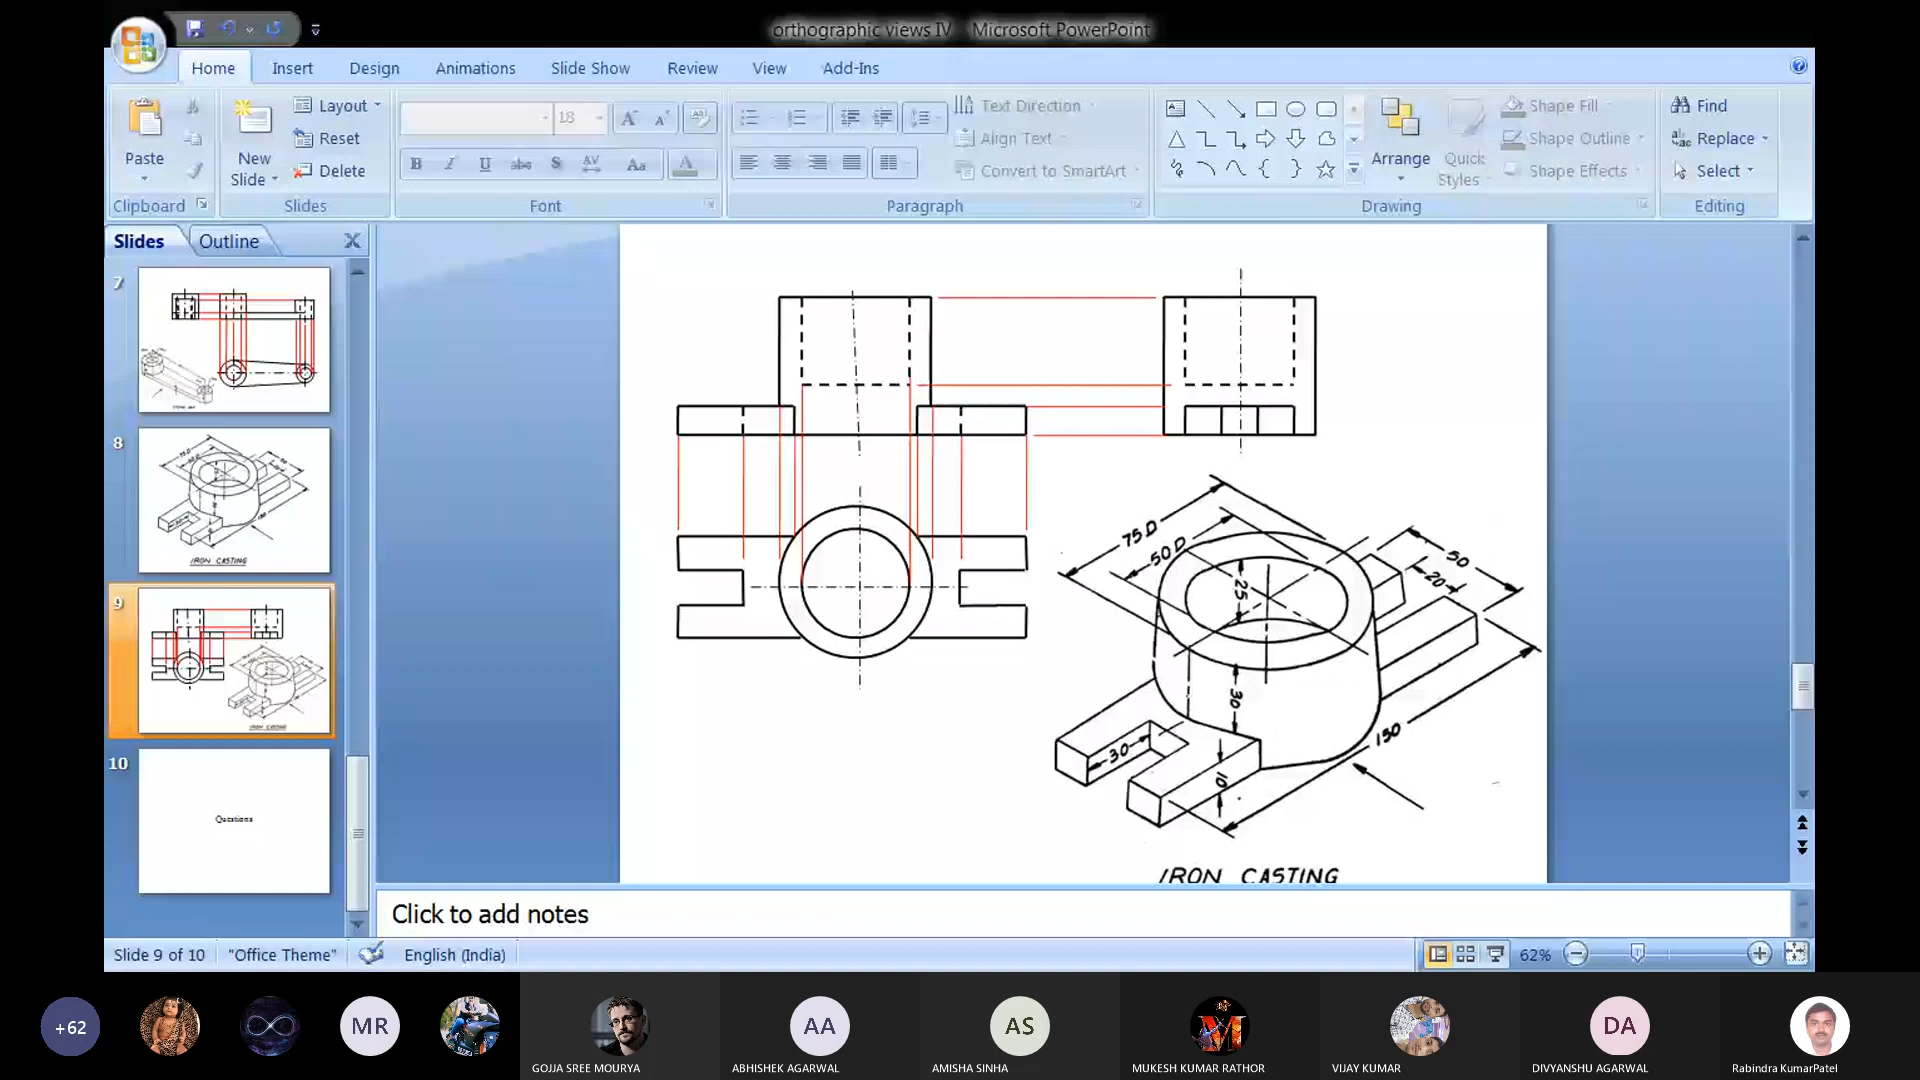 orthographic views IV - Microsoft PowerPoint
Home Insert Design Animations Slide Show Review View Add-Ins
Paste
Clipboard
New Slide
Layout
Reset
Delete
Slides
18
B I U abc S AV Aa A
Font
Text Direction
Align Text
Convert to SmartArt
Paragraph
Arrange
Quick Styles
Shape Fill
Shape Outline
Shape Effects
Drawing
Find
Replace
Select
Editing
Slides Outline
7
8
IRON CASTING
9
10
Questions
75 D
50 D
25
50
20
30
30
10
150
IRON CASTING
Click to add notes
Slide 9 of 10 "Office Theme" English (India) 62%
+62
MR
AA
AS
DA
GOJJA SREE MOURYA
ABHISHEK AGARWAL
AMISHA SINHA
MUKESH KUMAR RATHOR
VIJAY KUMAR
DIVYANSHU AGARWAL
Rabindra KumarPatel